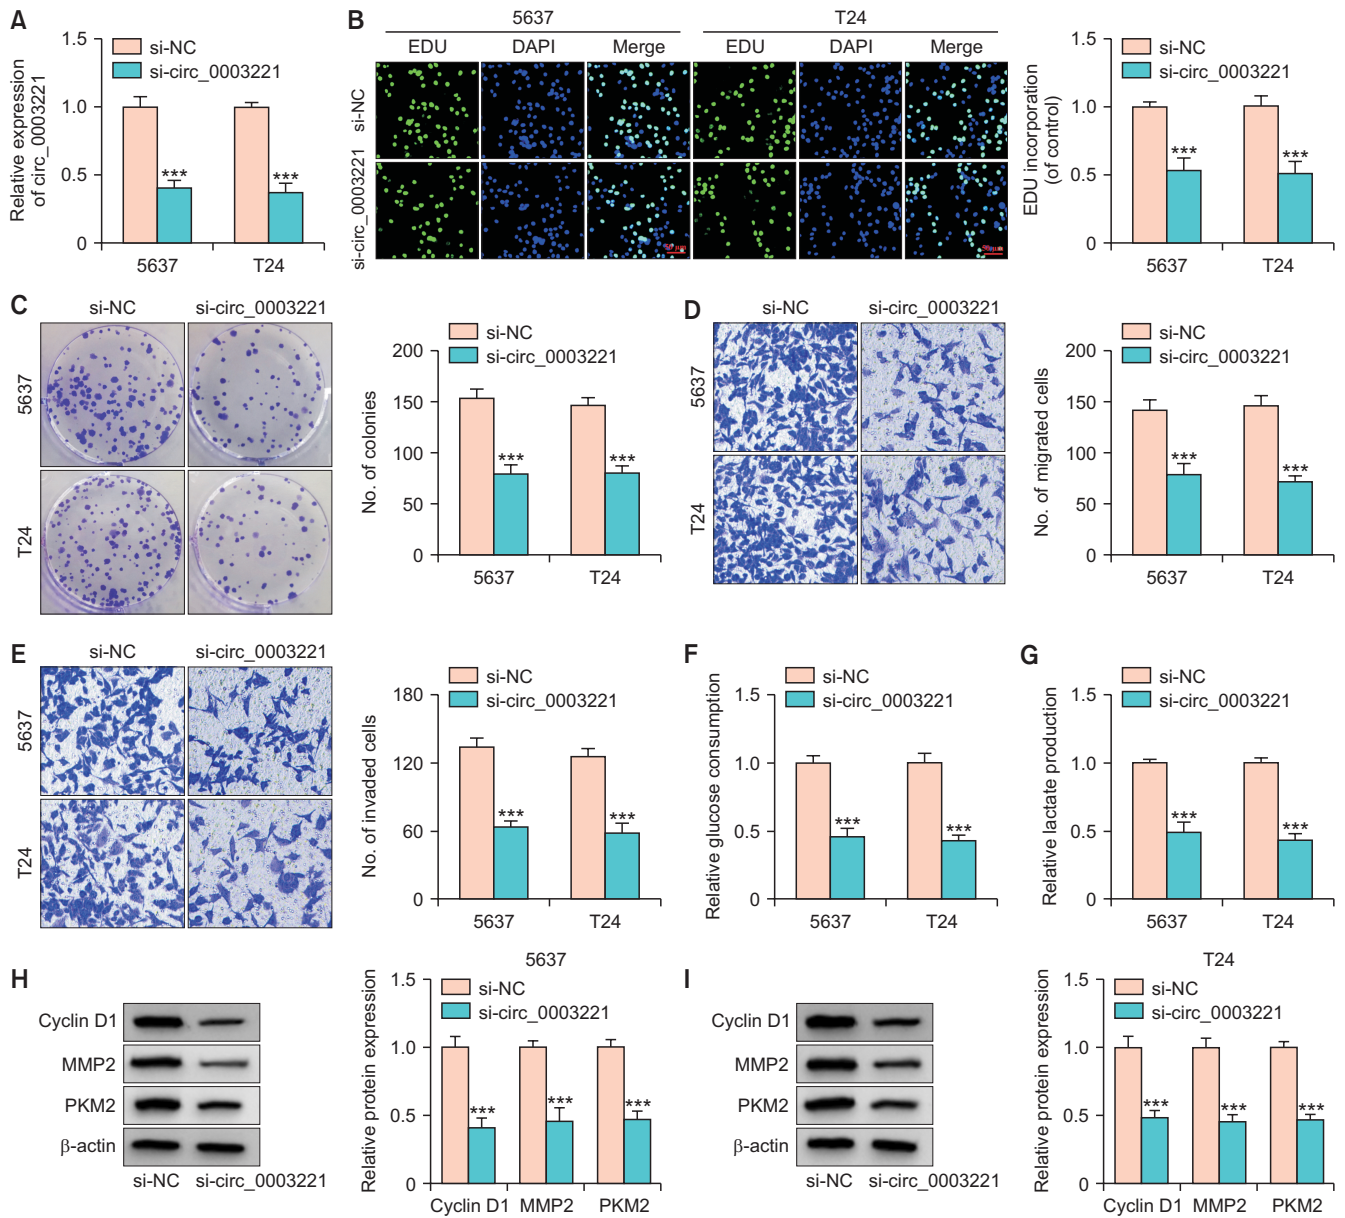 A
Relative expression
of circ_0003221
1.5
1.0
0.5
0
si-NC
si-circ_0003221
***
***
5637
T24
B
5637
T24
EDU
DAPI
Merge
EDU
DAPI
Merge
si-NC
si-circ_0003221
EDU incorporation
(of control)
1.5
1.0
0.5
0
si-NC
si-circ_0003221
***
***
5637
T24
C
si-NC
si-circ_0003221
5637
T24
No. of colonies
200
150
100
50
0
si-NC
si-circ_0003221
***
***
5637
T24
D
si-NC
si-circ_0003221
5637
T24
No. of migrated cells
200
150
100
50
0
si-NC
si-circ_0003221
***
***
5637
T24
E
si-NC
si-circ_0003221
5637
T24
No. of invaded cells
180
120
60
0
si-NC
si-circ_0003221
***
***
5637
T24
F
Relative glucose consumption
1.5
1.0
0.5
0
si-NC
si-circ_0003221
***
***
5637
T24
G
Relative lactate production
1.5
1.0
0.5
0
si-NC
si-circ_0003221
***
***
5637
T24
H
Cyclin D1
MMP2
PKM2
β-actin
si-NC
si-circ_0003221
5637
Relative protein expression
1.5
1.0
0.5
0
si-NC
si-circ_0003221
***
***
***
Cyclin D1
MMP2
PKM2
I
Cyclin D1
MMP2
PKM2
β-actin
si-NC
si-circ_0003221
T24
Relative protein expression
1.5
1.0
0.5
0
si-NC
si-circ_0003221
***
***
***
Cyclin D1
MMP2
PKM2